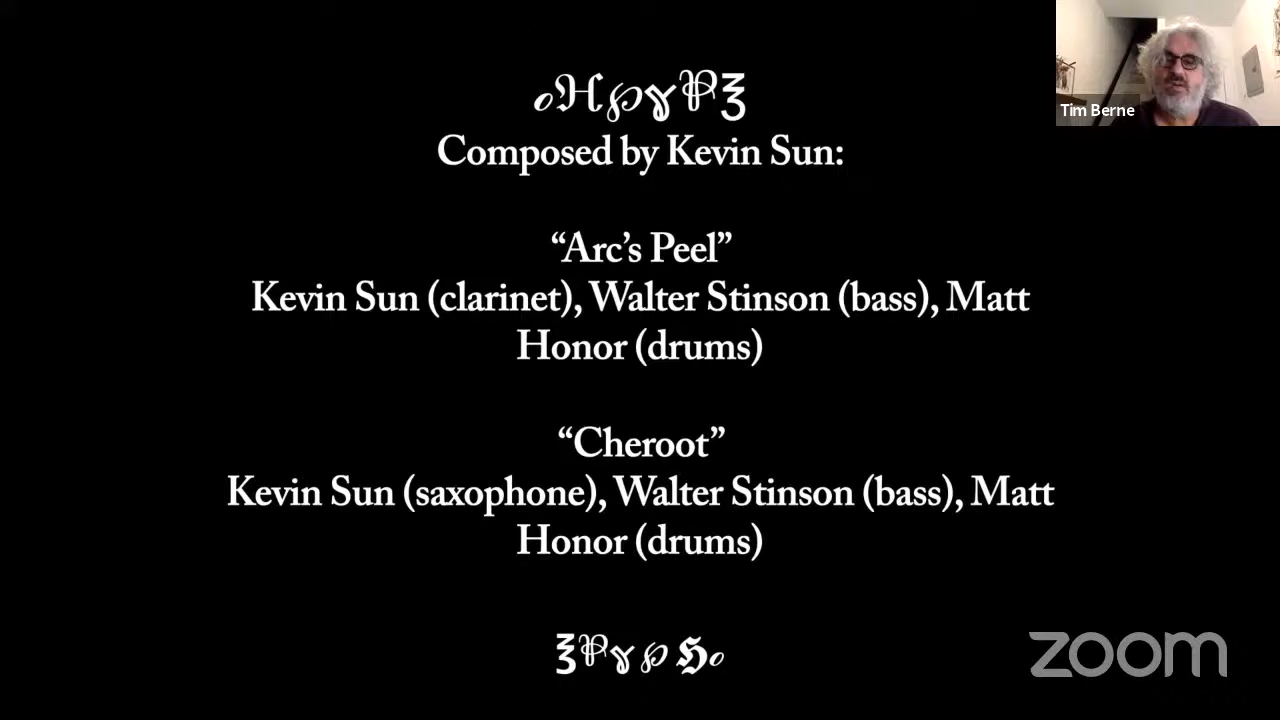 ℴℋ℘ɤ𐆠℥
Composed by Kevin Sun:
“Arc’s Peel”
Kevin Sun (clarinet), Walter Stinson (bass), Matt
Honor (drums)
“Cheroot”
Kevin Sun (saxophone), Walter Stinson (bass), Matt
Honor (drums)
Tim Berne
zoom